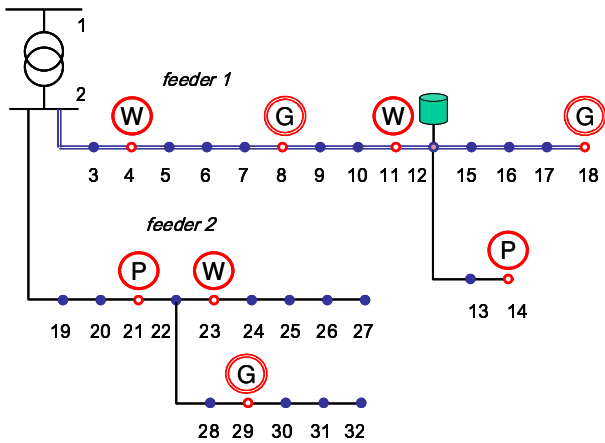 1
feeder 1
2
W G W G
3 4 5 6 7 8 9 10 11 12 15 16 17 18
feeder 2
P W P
13 14
19 20 21 22 23 24 25 26 27
G
28 29 30 31 32